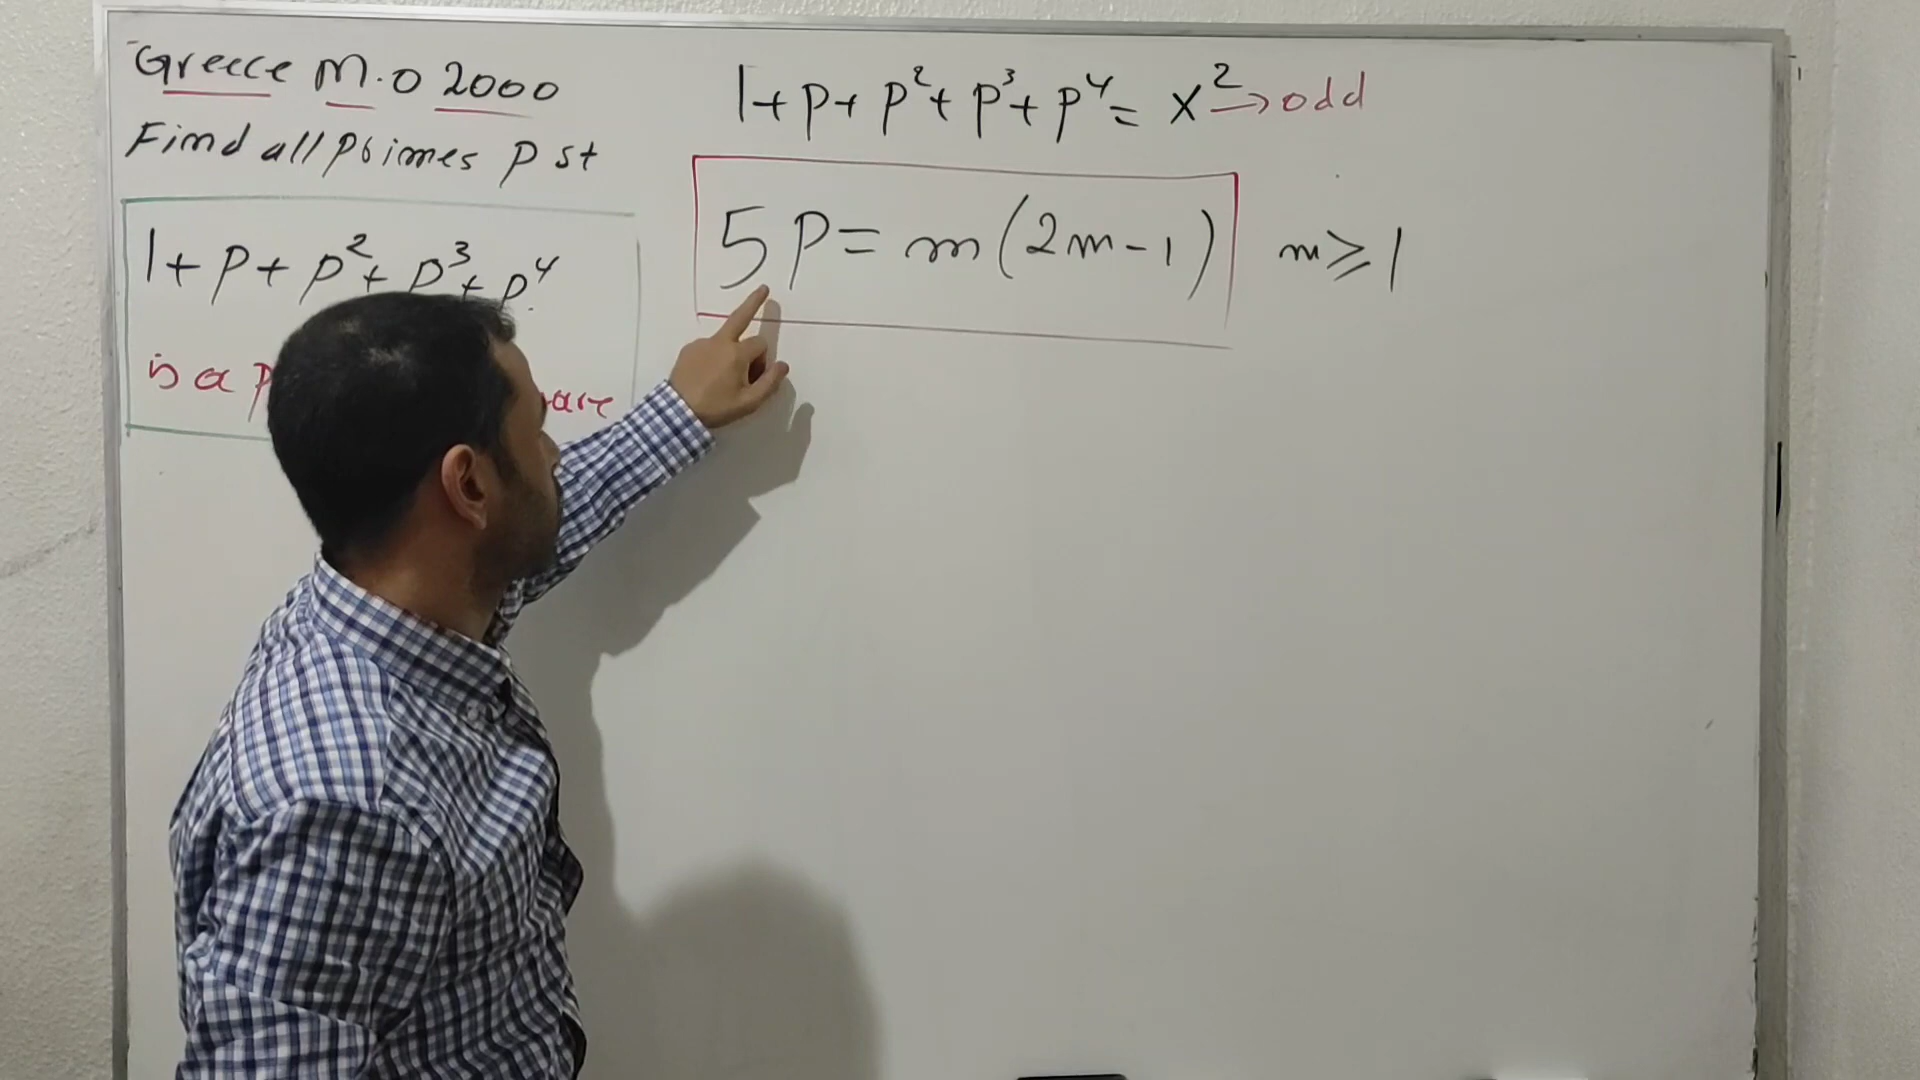 Greece M.O 2000
Find all primes p st
1+p+p²+p³+p⁴
is a
1+p+p²+p³+p⁴=x²→odd
5p=m(2m-1) m≥1